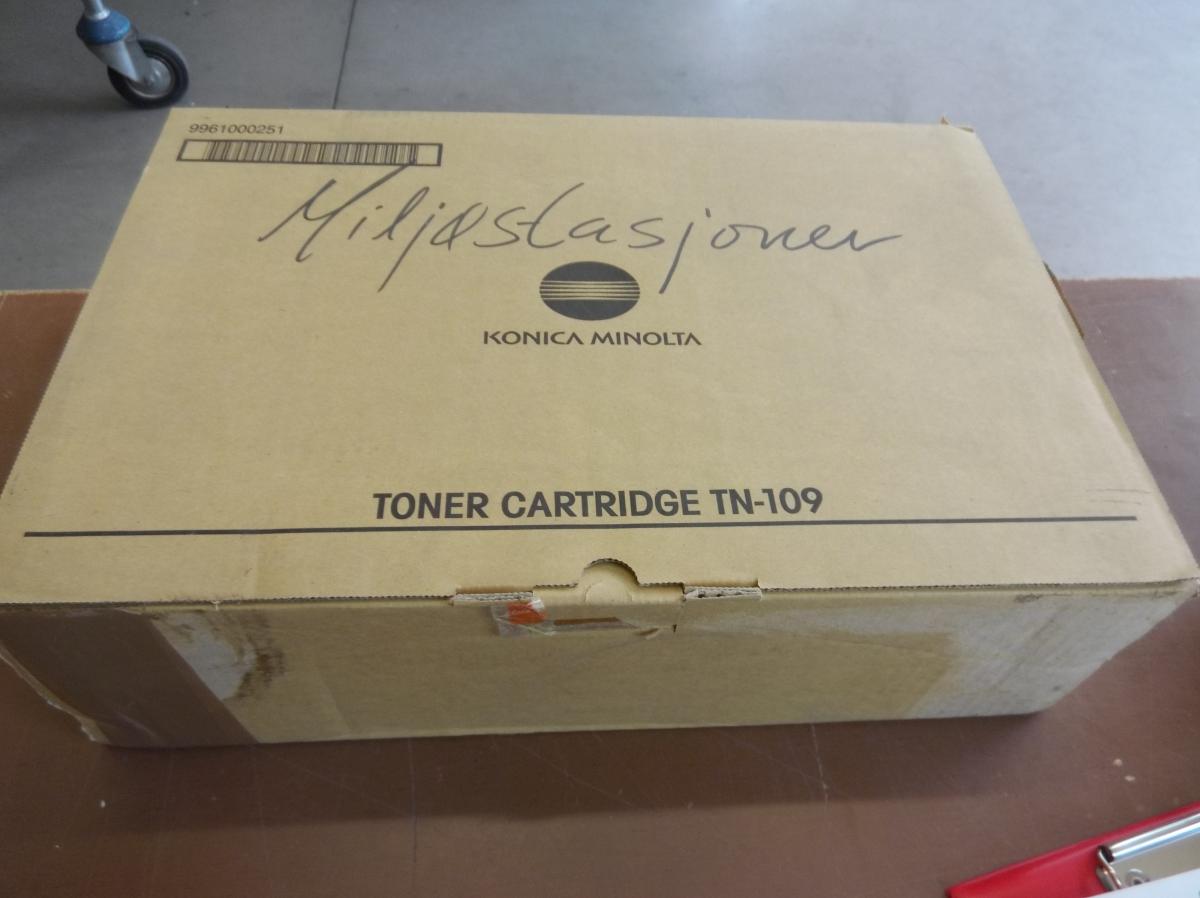 9961000251
Miljøstasjoner
KONICA MINOLTA
TONER CARTRIDGE TN-109